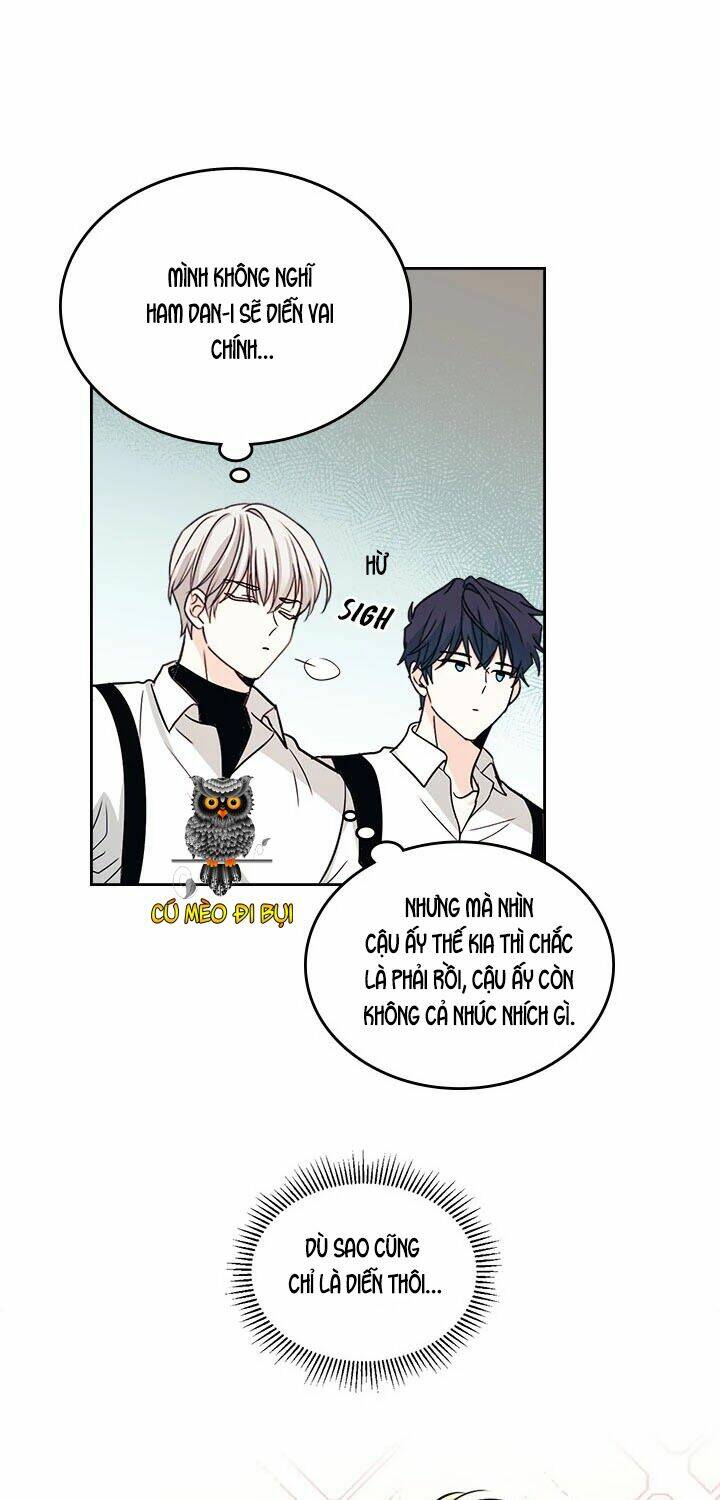 MÌNH KHÔNG NGHĨ
HAM DAN-I SẼ DIỄN VAI
CHÍNH...
HỪ
SIGH
CÚ MÈO ĐI BỤI
NHƯNG MÀ NHÌN
CẬU ẤY THẾ KIA THÌ CHẮC
LÀ PHẢI RỒI, CẬU ẤY CÒN
KHÔNG CẢ NHÚC NHÍCH GÌ.
DÙ SAO CŨNG
CHỈ LÀ DIỄN THÔI...